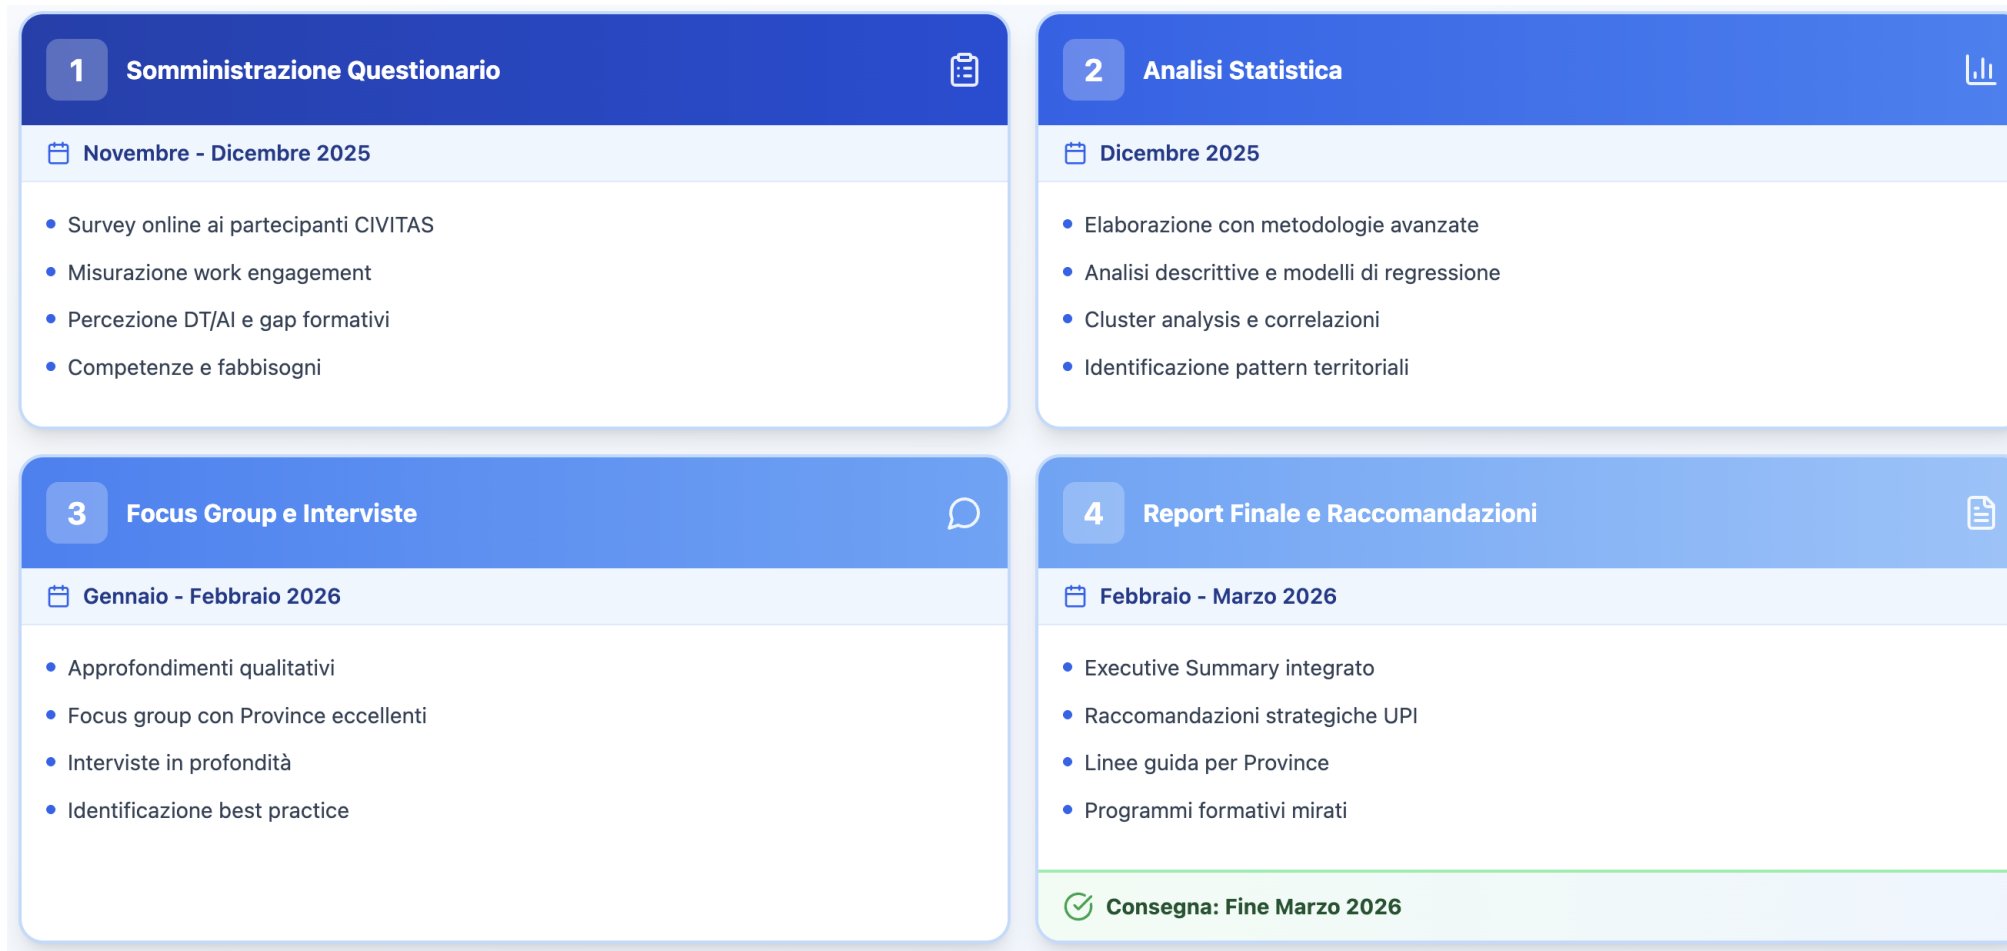 1
Somministrazione Questionario
Novembre - Dicembre 2025
Survey online ai partecipanti CIVITAS
Misurazione work engagement
Percezione DT/AI e gap formativi
Competenze e fabbisogni
2
Analisi Statistica
Dicembre 2025
Elaborazione con metodologie avanzate
Analisi descrittive e modelli di regressione
Cluster analysis e correlazioni
Identificazione pattern territoriali
3
Focus Group e Interviste
Gennaio - Febbraio 2026
Approfondimenti qualitativi
Focus group con Province eccellenti
Interviste in profondità
Identificazione best practice
4
Report Finale e Raccomandazioni
Febbraio - Marzo 2026
Executive Summary integrato
Raccomandazioni strategiche UPI
Linee guida per Province
Programmi formativi mirati
Consegna: Fine Marzo 2026